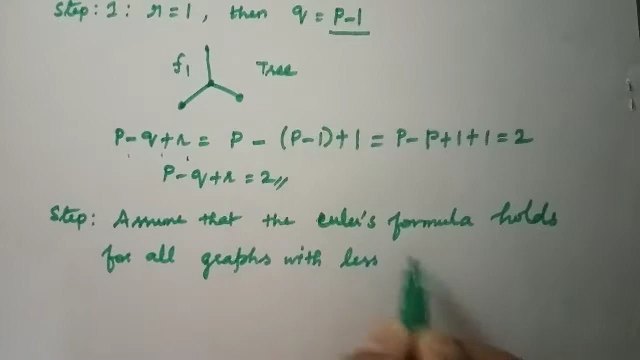 Step: 1: r=1, then q = p-1
f1 Tree
p-q+r = p - (p-1)+1 = p-p+1+1=2
p-q+r=2//
Step: Assume that the euler's formula holds
for all graphs with less